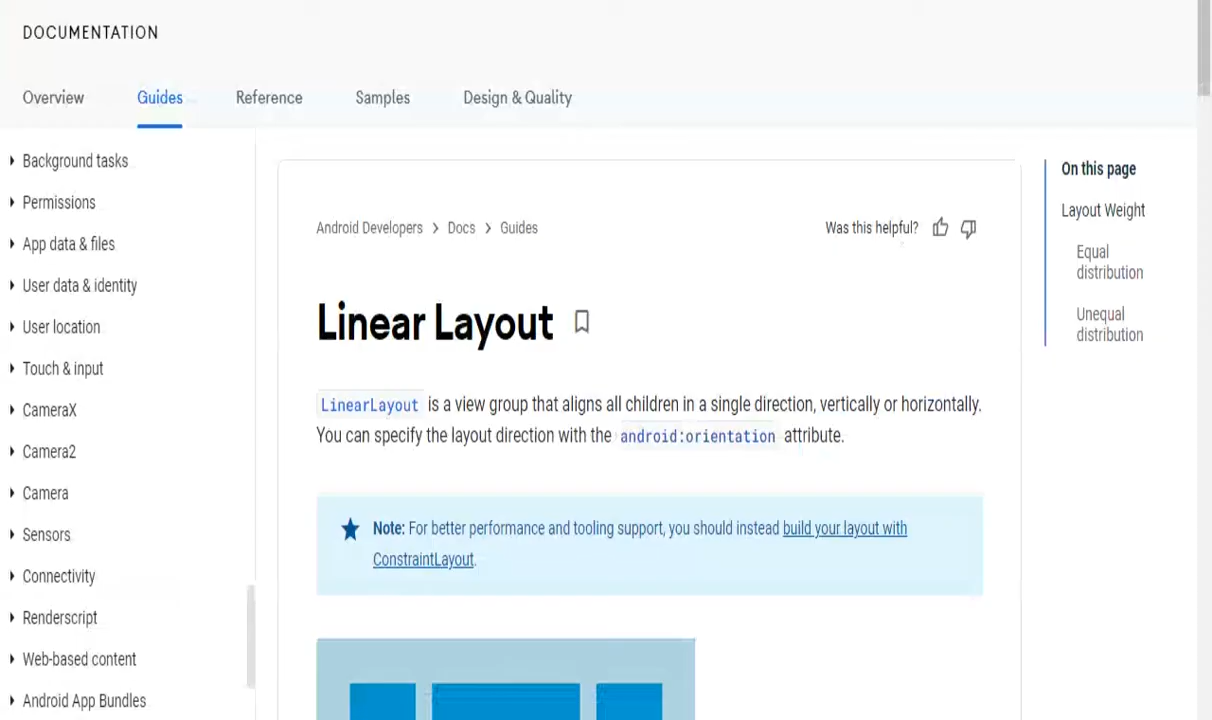 DOCUMENTATION
Overview Guides Reference Samples Design & Quality
Background tasks
Permissions
App data & files
User data & identity
User location
Touch & input
CameraX
Camera2
Camera
Sensors
Connectivity
Renderscript
Web-based content
Android App Bundles
Android Developers > Docs > Guides
Was this helpful?
Linear Layout
LinearLayout is a view group that aligns all children in a single direction, vertically or horizontally.
You can specify the layout direction with the android:orientation attribute.
Note: For better performance and tooling support, you should instead build your layout with
ConstraintLayout.
On this page
Layout Weight
Equal
distribution
Unequal
distribution